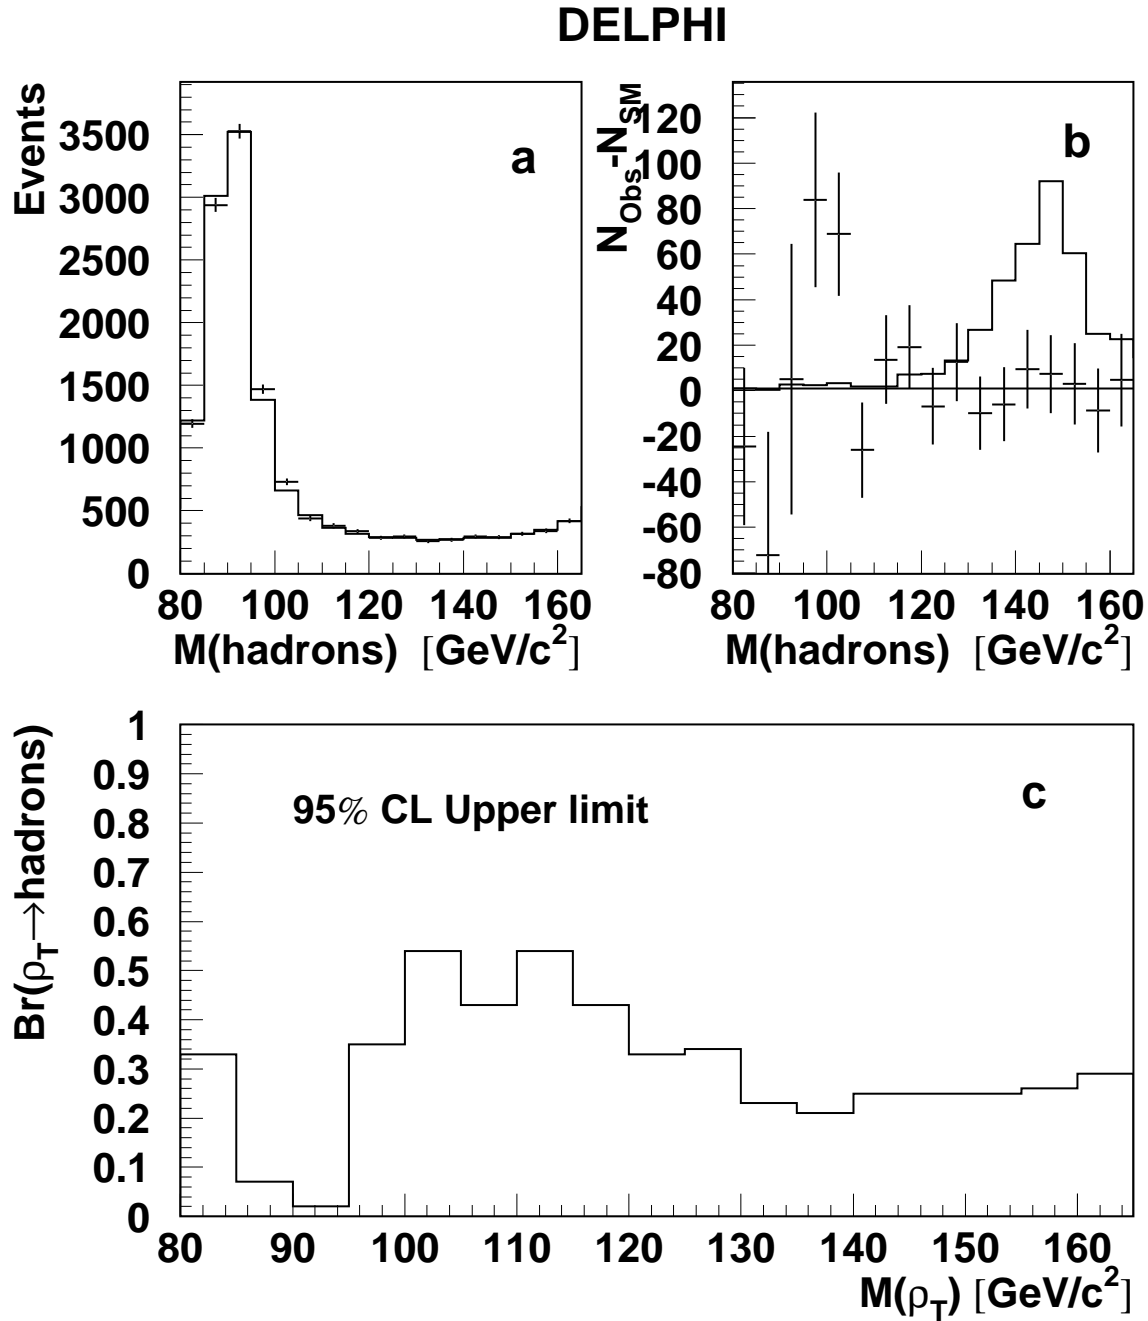 DELPHI
Events
3500
3000
2500
2000
1500
1000
500
0
a
80 100 120 140 160
M(hadrons) [GeV/c²]
N_Obs-N_SM
120
100
80
60
40
20
0
-20
-40
-60
-80
b
80 100 120 140 160
M(hadrons) [GeV/c²]
Br(ρ_T→hadrons)
1
0.9
0.8
0.7
0.6
0.5
0.4
0.3
0.2
0.1
0
95% CL Upper limit
c
80 90 100 110 120 130 140 150 160
M(ρ_T) [GeV/c²]